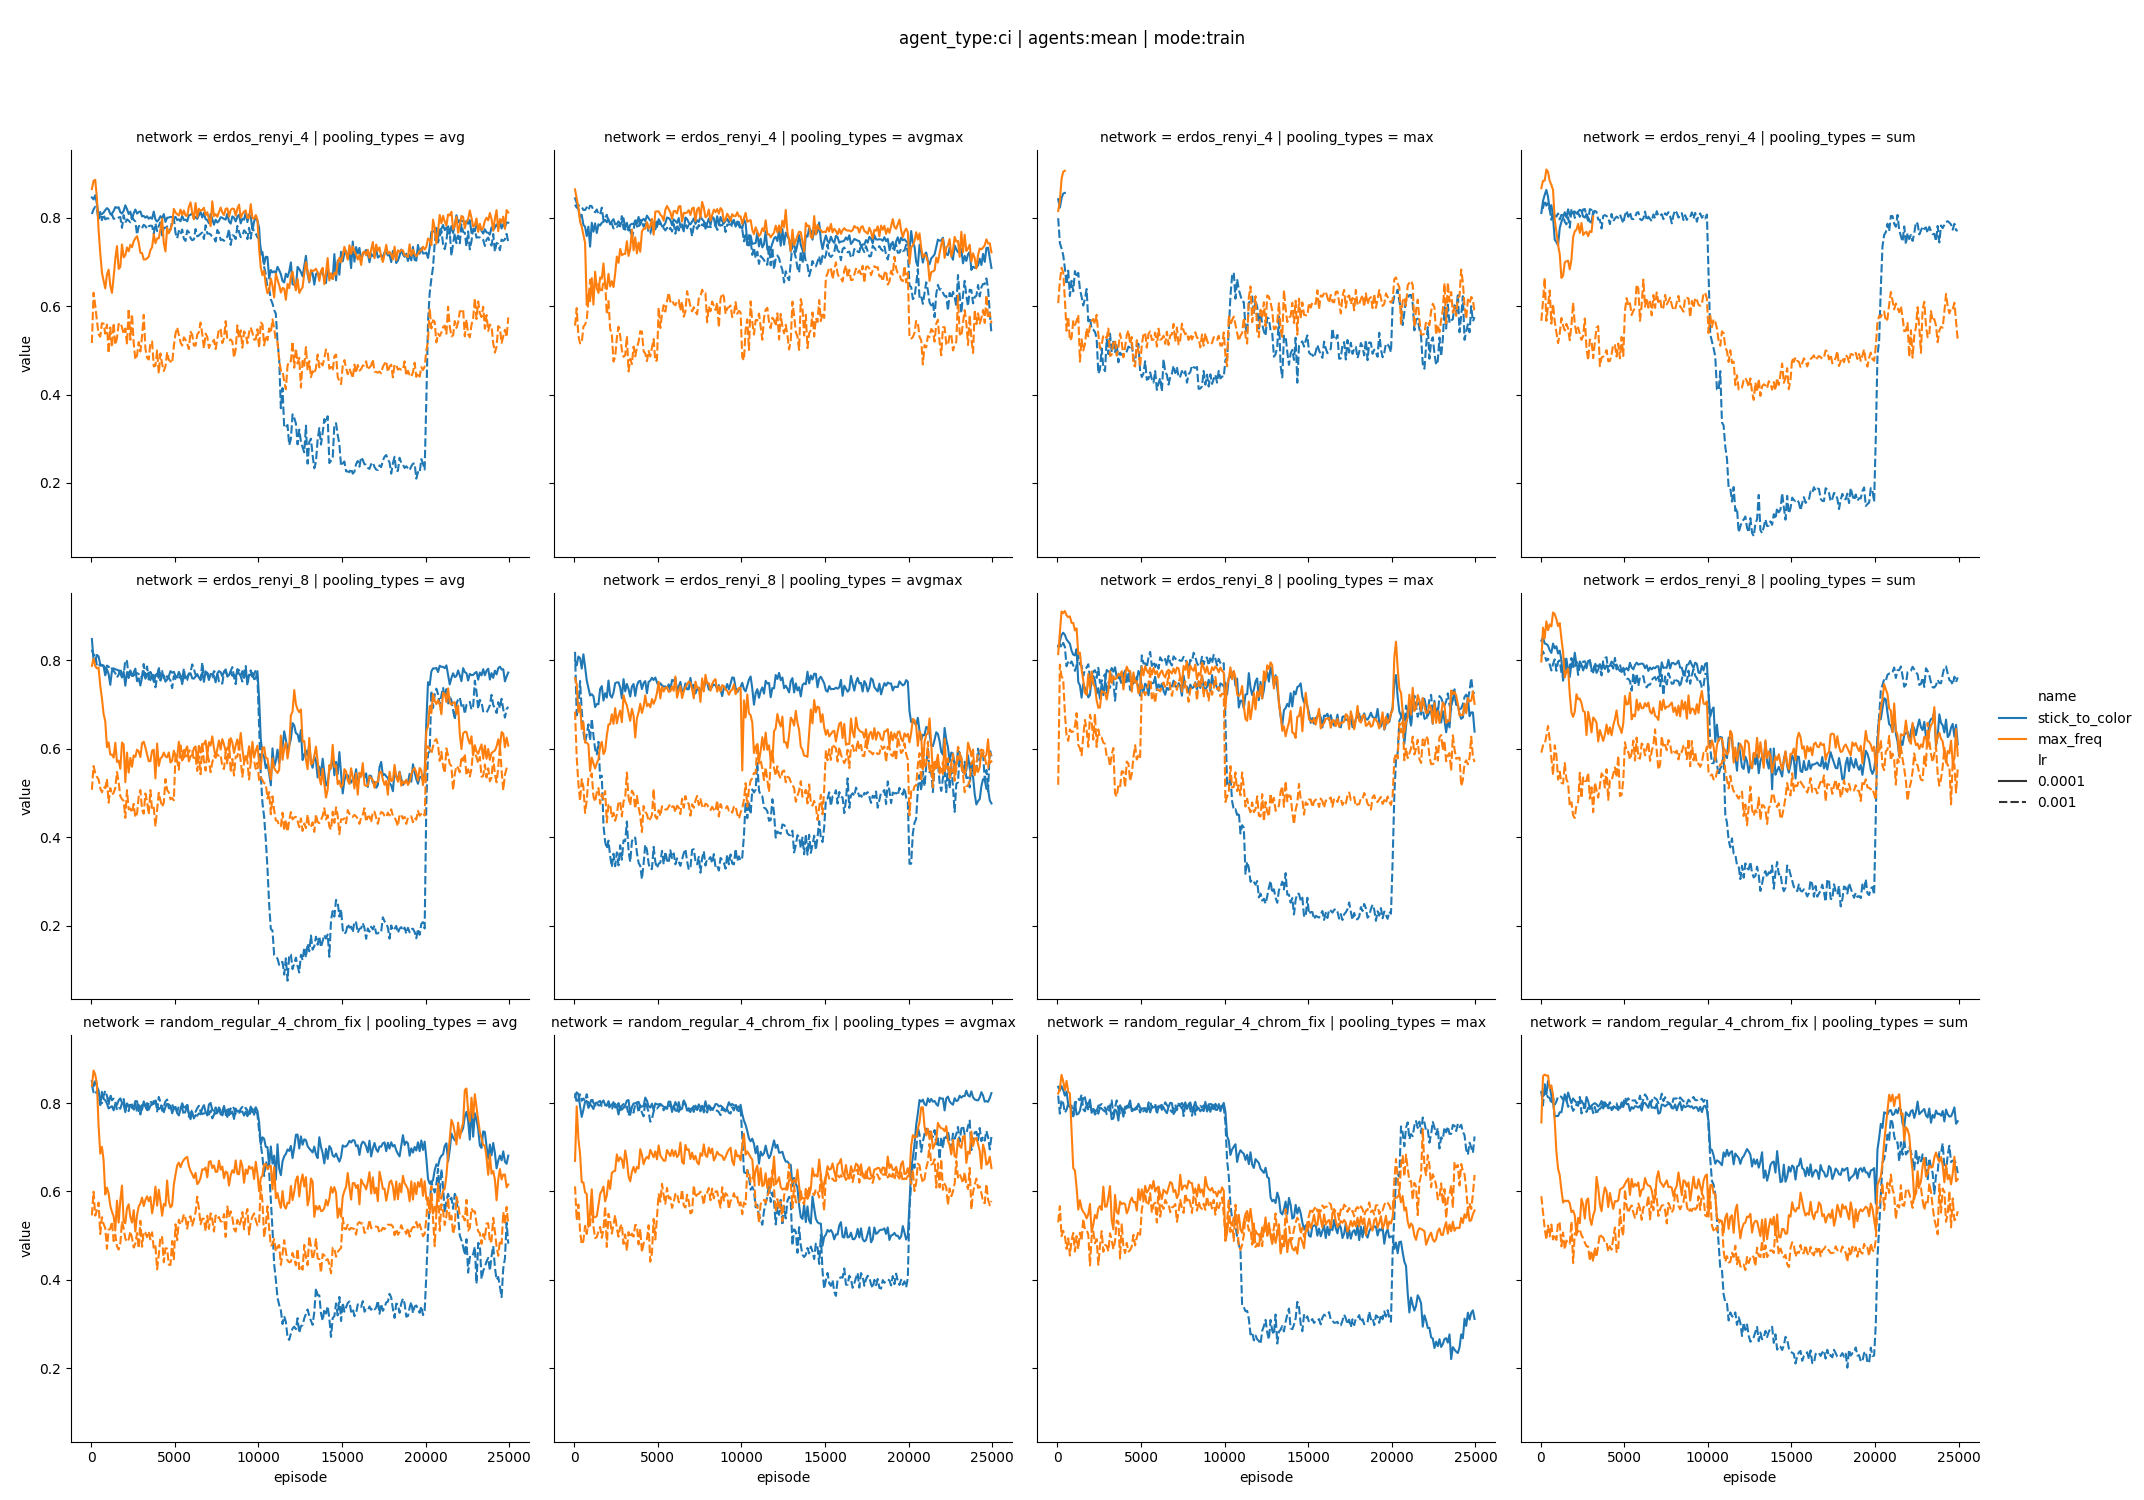 agent_type:ci | agents:mean | mode:train
network = erdos_renyi_4 | pooling_types = avg
network = erdos_renyi_4 | pooling_types = avgmax
network = erdos_renyi_4 | pooling_types = max
network = erdos_renyi_4 | pooling_types = sum
value
0.8
0.6
0.4
0.2
network = erdos_renyi_8 | pooling_types = avg
network = erdos_renyi_8 | pooling_types = avgmax
network = erdos_renyi_8 | pooling_types = max
network = erdos_renyi_8 | pooling_types = sum
value
0.8
0.6
0.4
0.2
name
stick_to_color
max_freq
lr
0.0001
0.001
network = random_regular_4_chrom_fix | pooling_types = avg
network = random_regular_4_chrom_fix | pooling_types = avgmax
network = random_regular_4_chrom_fix | pooling_types = max
network = random_regular_4_chrom_fix | pooling_types = sum
value
0.8
0.6
0.4
0.2
0 5000 10000 15000 20000 25000
0 5000 10000 15000 20000 25000
0 5000 10000 15000 20000 25000
0 5000 10000 15000 20000 25000
episode
episode
episode
episode